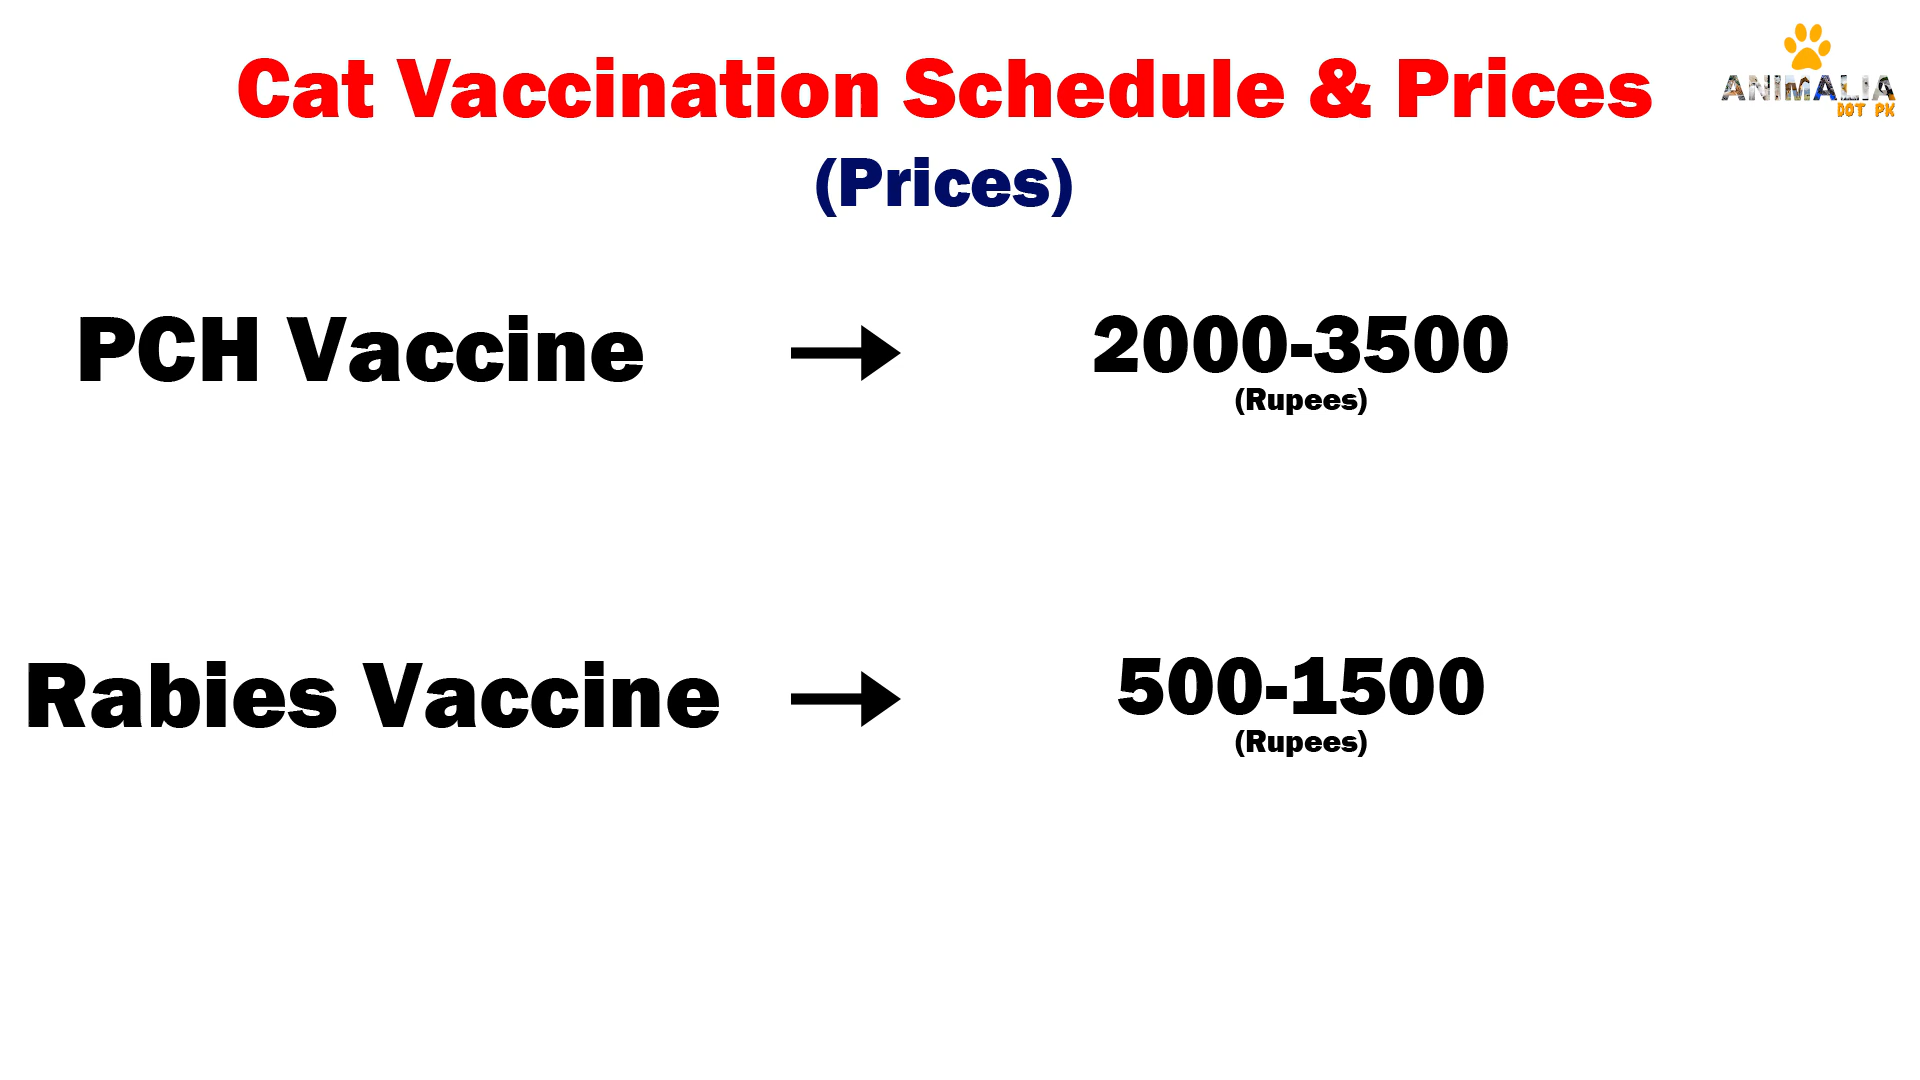 Cat Vaccination Schedule & Prices
ANIMALIA
DOT PK
(Prices)
PCH Vaccine
2000-3500
(Rupees)
Rabies Vaccine
500-1500
(Rupees)